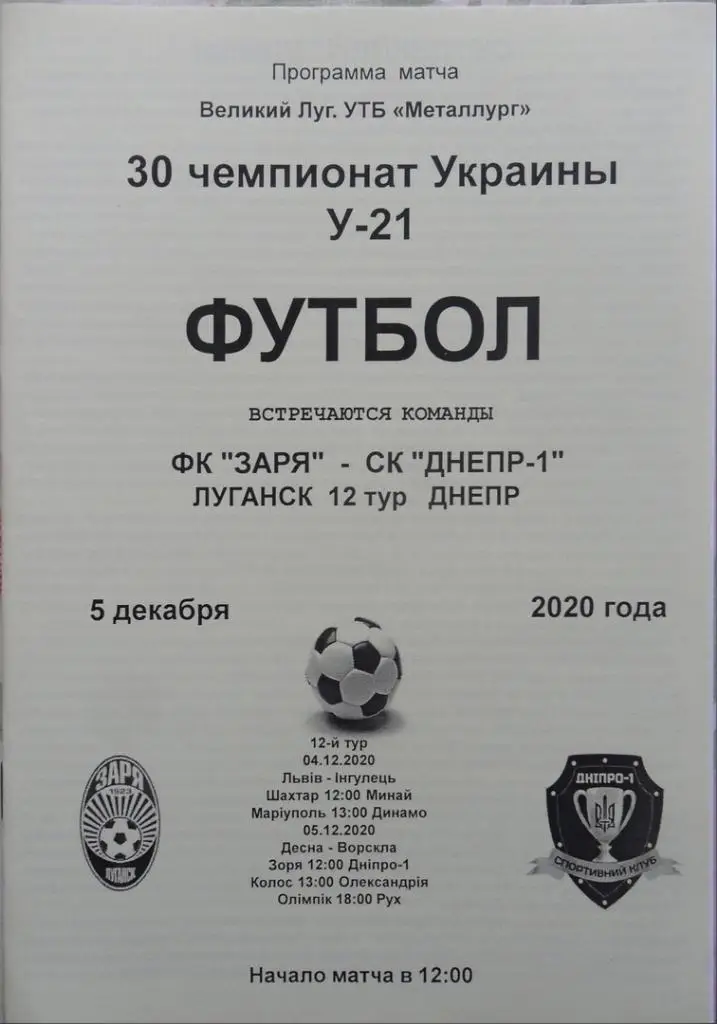 Программа матча
Великий Луг. УТБ «Металлург»
30 чемпионат Украины
У-21
ФУТБОЛ
ВСТРЕЧАЮТСЯ КОМАНДЫ
ФК "ЗАРЯ" - СК "ДНЕПР-1"
ЛУГАНСК 12 тур ДНЕПР
5 декабря 2020 года
12-й тур
04.12.2020
Львів - Інгулець
Шахтар 12:00 Минай
Маріуполь 13:00 Динамо
05.12.2020
Десна - Ворскла
Зоря 12:00 Дніпро-1
Колос 13:00 Олександрія
Олімпік 18:00 Рух
ЗАРЯ
1923
ЛУГАНСК
ДНІПРО-1
СПОРТИВНИЙ КЛУБ
Начало матча в 12:00